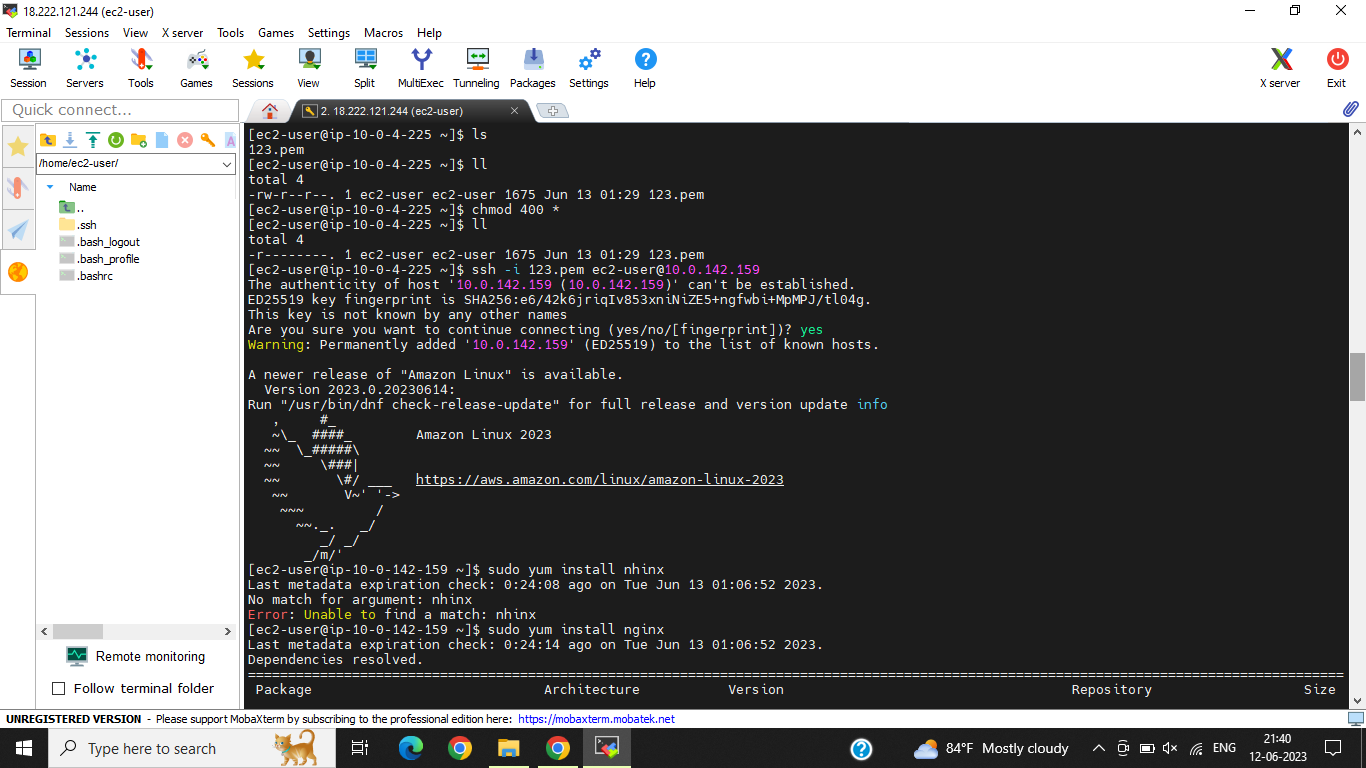 18.222.121.244 (ec2-user)
Terminal Sessions View X server Tools Games Settings Macros Help
Session Servers Tools Games Sessions View Split MultiExec Tunneling Packages Settings Help X server Exit
Quick connect...
2. 18.222.121.244 (ec2-user)
/home/ec2-user/
Name
..
.ssh
.bash_logout
.bash_profile
.bashrc
Remote monitoring
Follow terminal folder
[ec2-user@ip-10-0-4-225 ~]$ ls
123.pem
[ec2-user@ip-10-0-4-225 ~]$ ll
total 4
-rw-r--r--. 1 ec2-user ec2-user 1675 Jun 13 01:29 123.pem
[ec2-user@ip-10-0-4-225 ~]$ chmod 400 *
[ec2-user@ip-10-0-4-225 ~]$ ll
total 4
-r--------. 1 ec2-user ec2-user 1675 Jun 13 01:29 123.pem
[ec2-user@ip-10-0-4-225 ~]$ ssh -i 123.pem ec2-user@10.0.142.159
The authenticity of host '10.0.142.159 (10.0.142.159)' can't be established.
ED25519 key fingerprint is SHA256:e6/42k6jriqIv853xniNiZE5+ngfwbi+MpMPJ/tl04g.
This key is not known by any other names
Are you sure you want to continue connecting (yes/no/[fingerprint])? yes
Warning: Permanently added '10.0.142.159' (ED25519) to the list of known hosts.
A newer release of "Amazon Linux" is available.
  Version 2023.0.20230614:
Run "/usr/bin/dnf check-release-update" for full release and version update info
   ,     #_
   ~\_  ####_        Amazon Linux 2023
  ~~  \_#####\
  ~~     \###|
  ~~       \#/ ___   https://aws.amazon.com/linux/amazon-linux-2023
   ~~       V~' '->
    ~~~         /
      ~~._.   _/
         _/ _/
       _/m/'
[ec2-user@ip-10-0-142-159 ~]$ sudo yum install nhinx
Last metadata expiration check: 0:24:08 ago on Tue Jun 13 01:06:52 2023.
No match for argument: nhinx
Error: Unable to find a match: nhinx
[ec2-user@ip-10-0-142-159 ~]$ sudo yum install nginx
Last metadata expiration check: 0:24:14 ago on Tue Jun 13 01:06:52 2023.
Dependencies resolved.
Package Architecture Version Repository Size
UNREGISTERED VERSION - Please support MobaXterm by subscribing to the professional edition here: https://mobaxterm.mobatek.net
Type here to search
84°F Mostly cloudy
ENG
21:40
12-06-2023